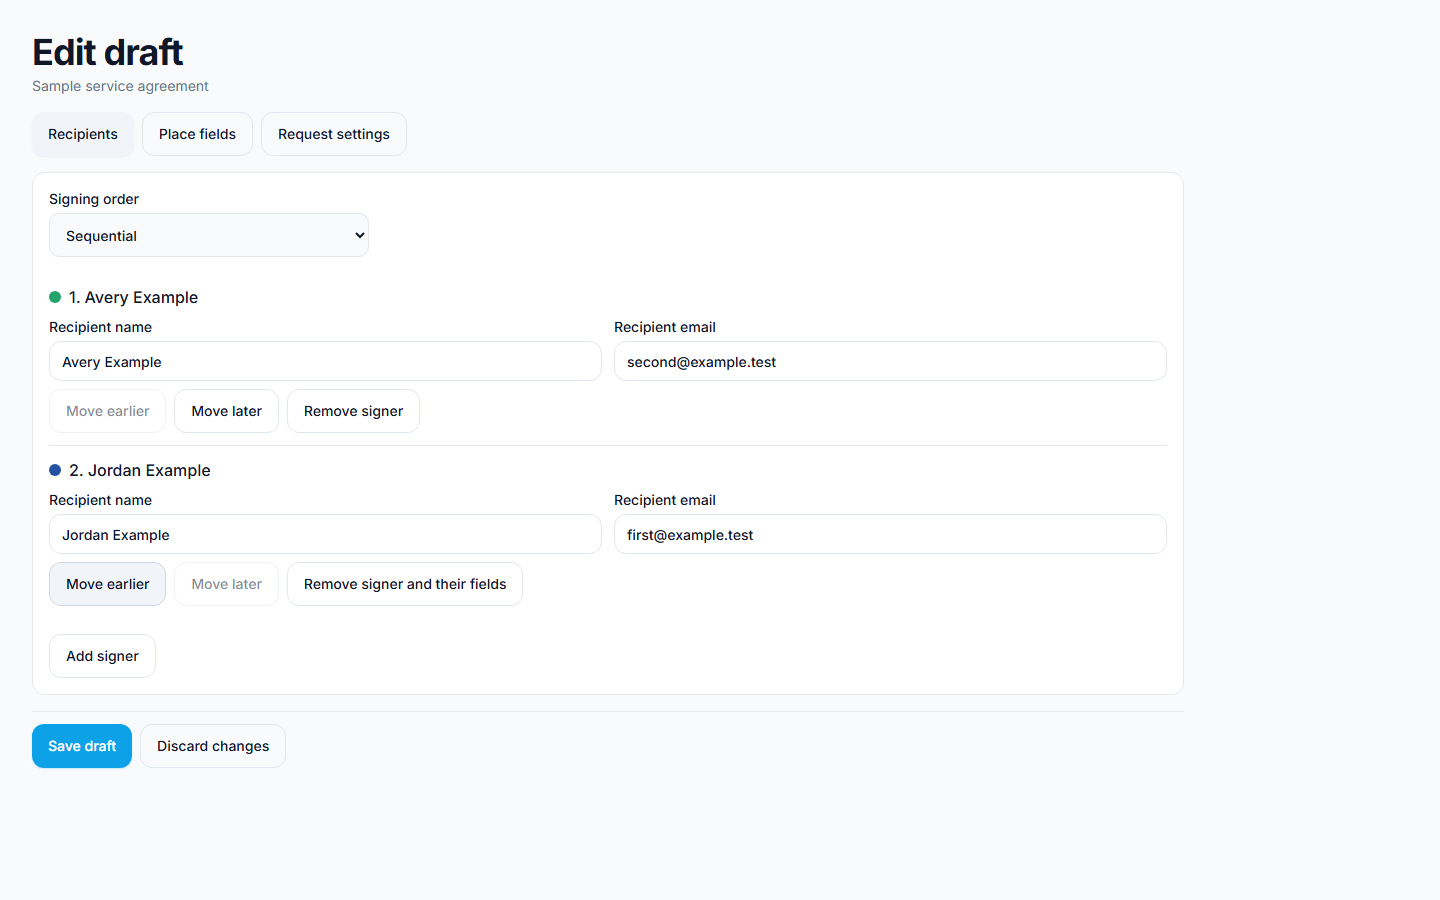 Edit draft
Sample service agreement
Recipients Place fields Request settings
Signing order
Sequential
1. Avery Example
Recipient name Recipient email
Avery Example second@example.test
Move earlier Move later Remove signer
2. Jordan Example
Recipient name Recipient email
Jordan Example first@example.test
Move earlier Move later Remove signer and their fields
Add signer
Save draft Discard changes